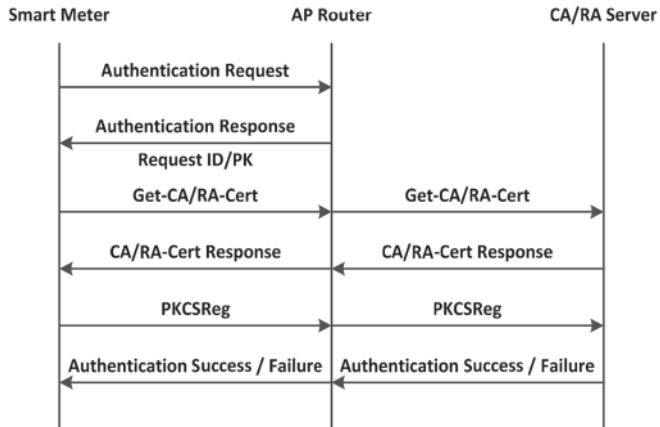 Smart Meter AP Router CA/RA Server
Authentication Request
Authentication Response
Request ID/PK
Get-CA/RA-Cert Get-CA/RA-Cert
CA/RA-Cert Response CA/RA-Cert Response
PKCSReg PKCSReg
Authentication Success / Failure Authentication Success / Failure